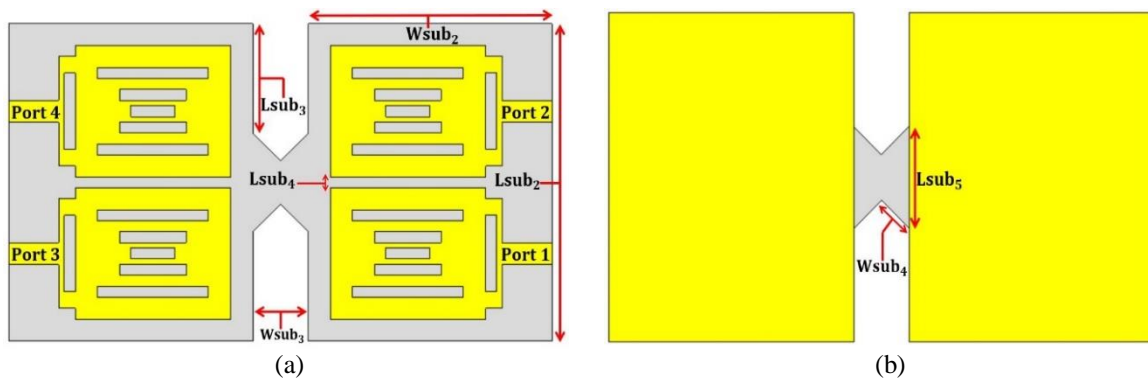 Wsub₂
Port 4
Lsub₃
Port 2
Lsub₄
Lsub₂
Lsub₅
Port 3
Port 1
Wsub₄
Wsub₃
(a)
(b)